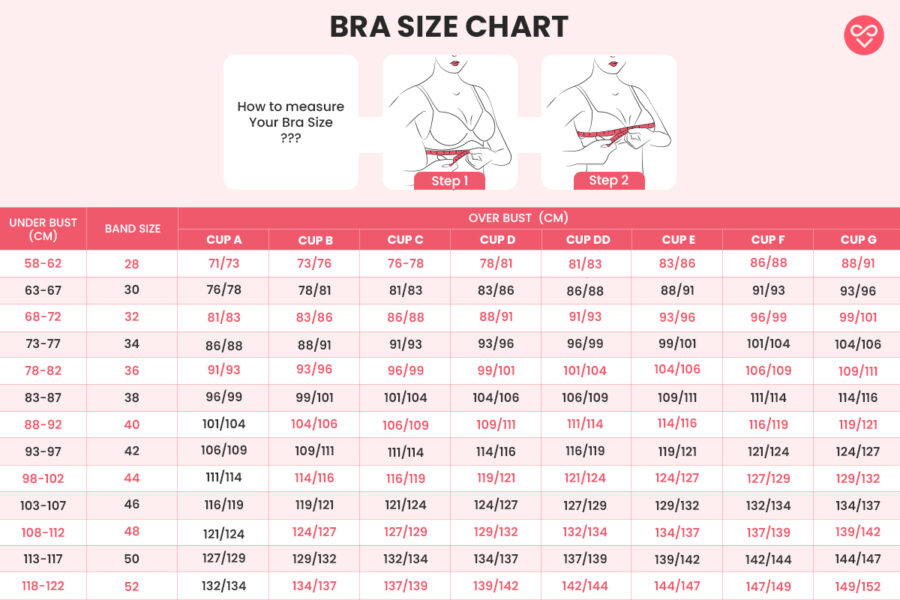 BRA SIZE CHART
How to measure
Your Bra Size
???
Step 1
Step 2
UNDER BUST
(CM)
BAND SIZE
OVER BUST (CM)
CUP A CUP B CUP C CUP D CUP DD CUP E CUP F CUP G
58-62 28 71/73 73/76 76-78 78/81 81/83 83/86 86/88 88/91
63-67 30 76/78 78/81 81/83 83/86 86/88 88/91 91/93 93/96
68-72 32 81/83 83/86 86/88 88/91 91/93 93/96 96/99 99/101
73-77 34 86/88 88/91 91/93 93/96 96/99 99/101 101/104 104/106
78-82 36 91/93 93/96 96/99 99/101 101/104 104/106 106/109 109/111
83-87 38 96/99 99/101 101/104 104/106 106/109 109/111 111/114 114/116
88-92 40 101/104 104/106 106/109 109/111 111/114 114/116 116/119 119/121
93-97 42 106/109 109/111 111/114 114/116 116/119 119/121 121/124 124/127
98-102 44 111/114 114/116 116/119 119/121 121/124 124/127 127/129 129/132
103-107 46 116/119 119/121 121/124 124/127 127/129 129/132 132/134 134/137
108-112 48 121/124 124/127 127/129 129/132 132/134 134/137 137/139 139/142
113-117 50 127/129 129/132 132/134 134/137 137/139 139/142 142/144 144/147
118-122 52 132/134 134/137 137/139 139/142 142/144 144/147 147/149 149/152